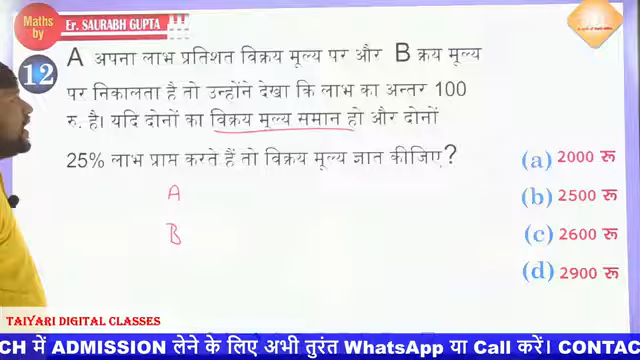 Maths
by
Er. SAURABH GUPTA
12
A अपना लाभ प्रतिशत विक्रय मूल्य पर और B क्रय मूल्य
पर निकालता है तो उन्होंने देखा कि लाभ का अन्तर 100
रु. है। यदि दोनों का विक्रय मूल्य समान हो और दोनों
25% लाभ प्राप्त करते हैं तो विक्रय मूल्य ज्ञात कीजिए?
(a) 2000 रू
(b) 2500 रू
(c) 2600 रू
(d) 2900 रू
A
B
TAIYARI DIGITAL CLASSES
CH में ADMISSION लेने के लिए अभी तुरंत WhatsApp या Call करें। CONTAC